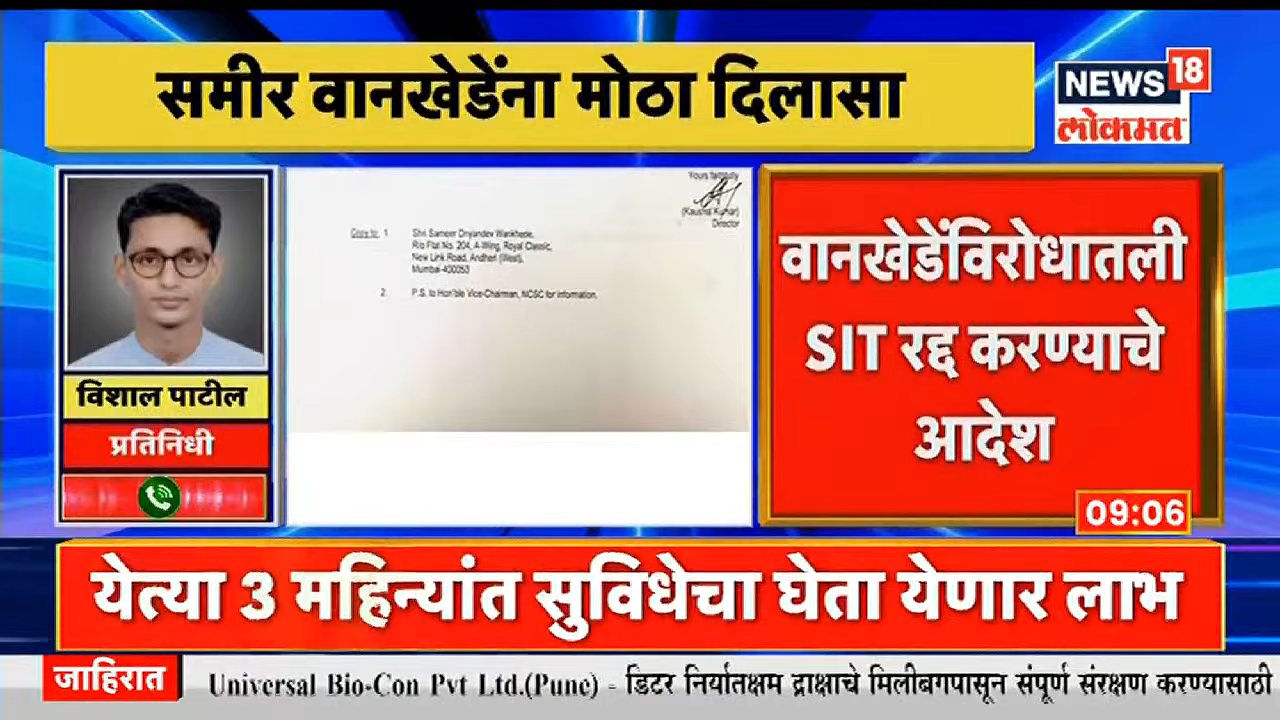 समीर वानखेडेंना मोठा दिलासा
NEWS 18
लोकमत
Yours faithfully
(Kaushal Kumar)
Director
Copy to: 1. Shri Sameer Dnyandev Wankhede,
R/o Flat No. 204, A-Wing, Royal Classic,
New Link Road, Andheri (West),
Mumbai-400053
2. P.S. to Hon'ble Vice-Chairman, NCSC for information.
विशाल पाटील
प्रतिनिधी
वानखेडेंविरोधातली
SIT रद्द करण्याचे
आदेश
09:06
येत्या 3 महिन्यांत सुविधेचा घेता येणार लाभ
जाहिरात
Universal Bio-Con Pvt Ltd.(Pune) - डिटर निर्यातक्षम द्राक्षाचे मिलीबगपासून संपूर्ण संरक्षण करण्यासाठी